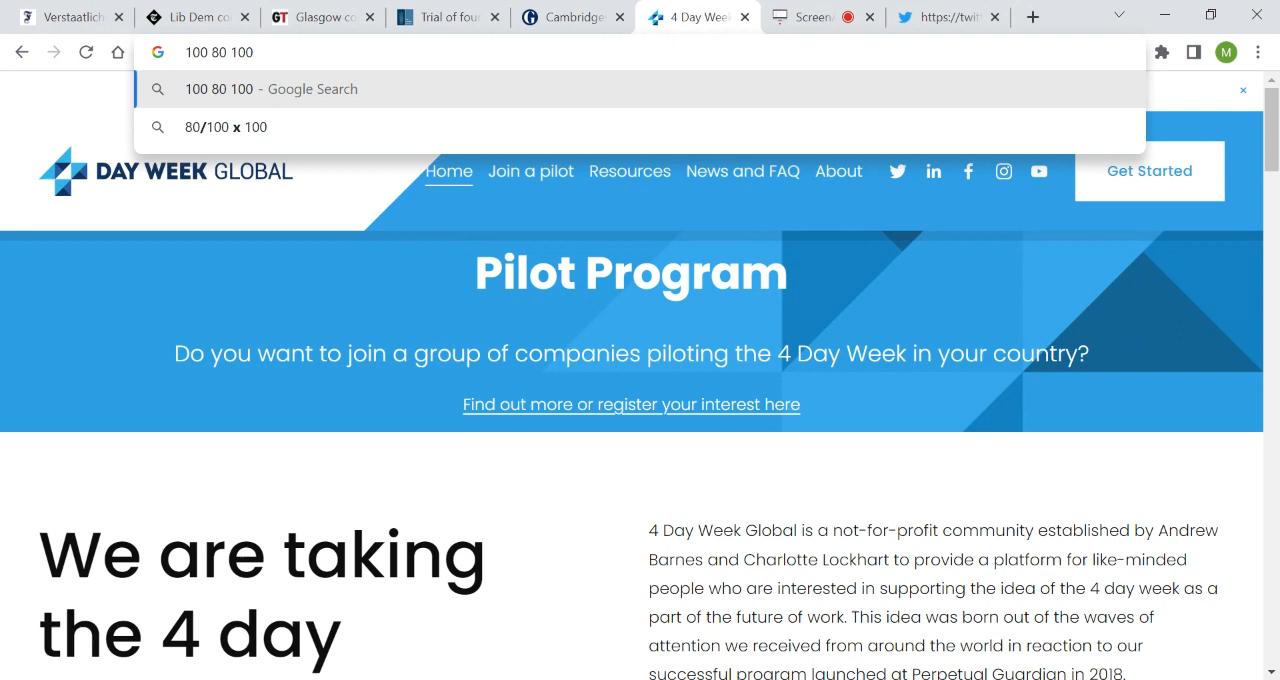 Verstaatlich
Lib Dem co
GT Glasgow co
Trial of four
Cambridge
4 Day Week
Screen
https://twit
100 80 100
M
100 80 100 - Google Search
80/100 x 100
DAY WEEK GLOBAL
Home Join a pilot Resources News and FAQ About
Get Started
Pilot Program
Do you want to join a group of companies piloting the 4 Day Week in your country?
Find out more or register your interest here
We are taking
the 4 day
4 Day Week Global is a not-for-profit community established by Andrew
Barnes and Charlotte Lockhart to provide a platform for like-minded
people who are interested in supporting the idea of the 4 day week as a
part of the future of work. This idea was born out of the waves of
attention we received from around the world in reaction to our
successful program launched at Perpetual Guardian in 2018.